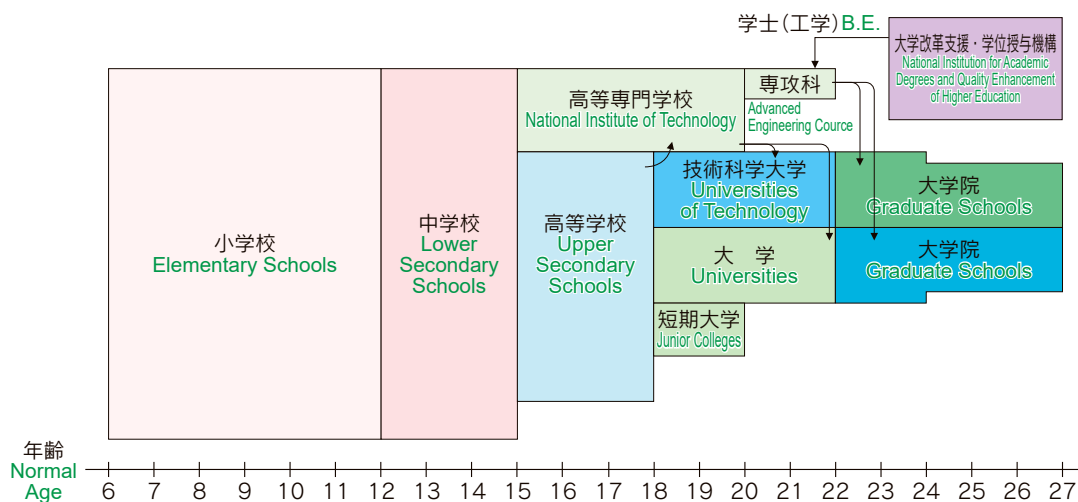 学士(工学)B.E.
大学改革支援・学位授与機構
National Institution for Academic
Degrees and Quality Enhancement
of Higher Education
高等専門学校
National Institute of Technology
専攻科
Advanced
Engineering Cource
技術科学大学
Universities
of Technology
大学院
Graduate Schools
小学校
Elementary Schools
中学校
Lower
Secondary
Schools
高等学校
Upper
Secondary
Schools
大 学
Universities
大学院
Graduate Schools
短期大学
Junior Colleges
年齢
Normal
Age
6 7 8 9 10 11 12 13 14 15 16 17 18 19 20 21 22 23 24 25 26 27